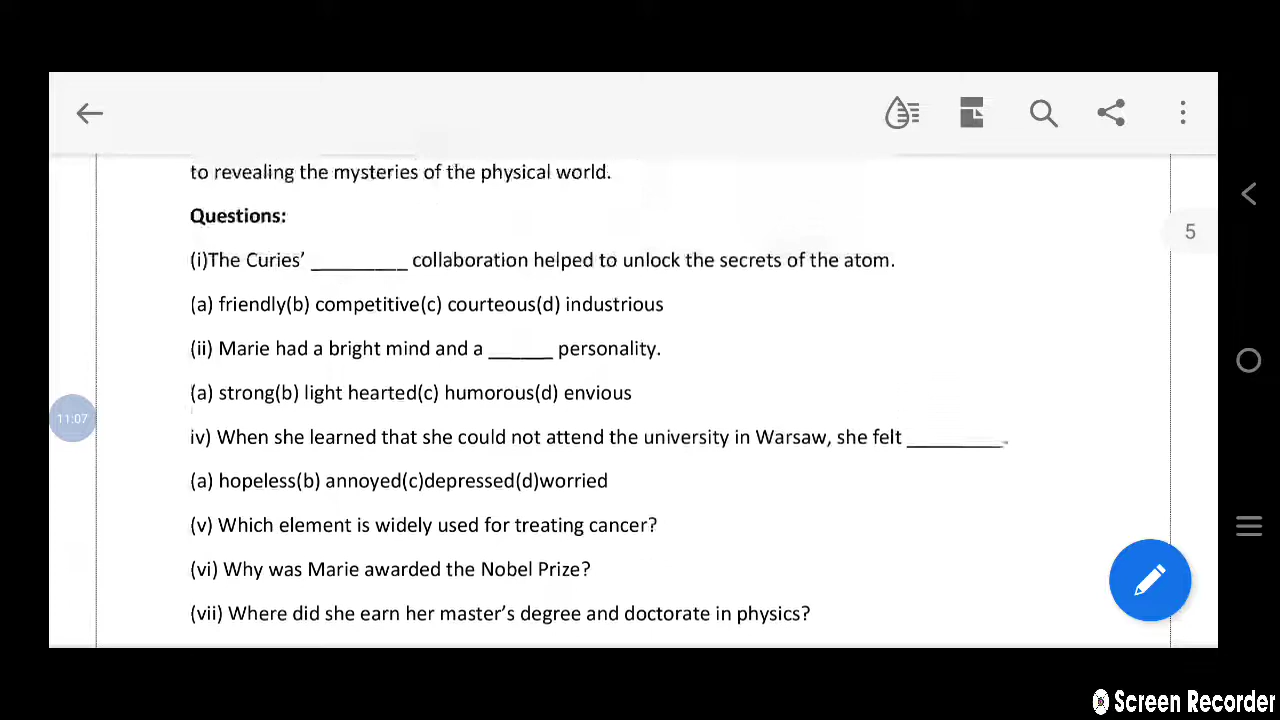 to revealing the mysteries of the physical world.
5
Questions:
(i)The Curies’ _________ collaboration helped to unlock the secrets of the atom.
(a) friendly(b) competitive(c) courteous(d) industrious
(ii) Marie had a bright mind and a ______ personality.
(a) strong(b) light hearted(c) humorous(d) envious
11:07
iv) When she learned that she could not attend the university in Warsaw, she felt _________.
(a) hopeless(b) annoyed(c)depressed(d)worried
(v) Which element is widely used for treating cancer?
(vi) Why was Marie awarded the Nobel Prize?
(vii) Where did she earn her master’s degree and doctorate in physics?
Screen Recorder